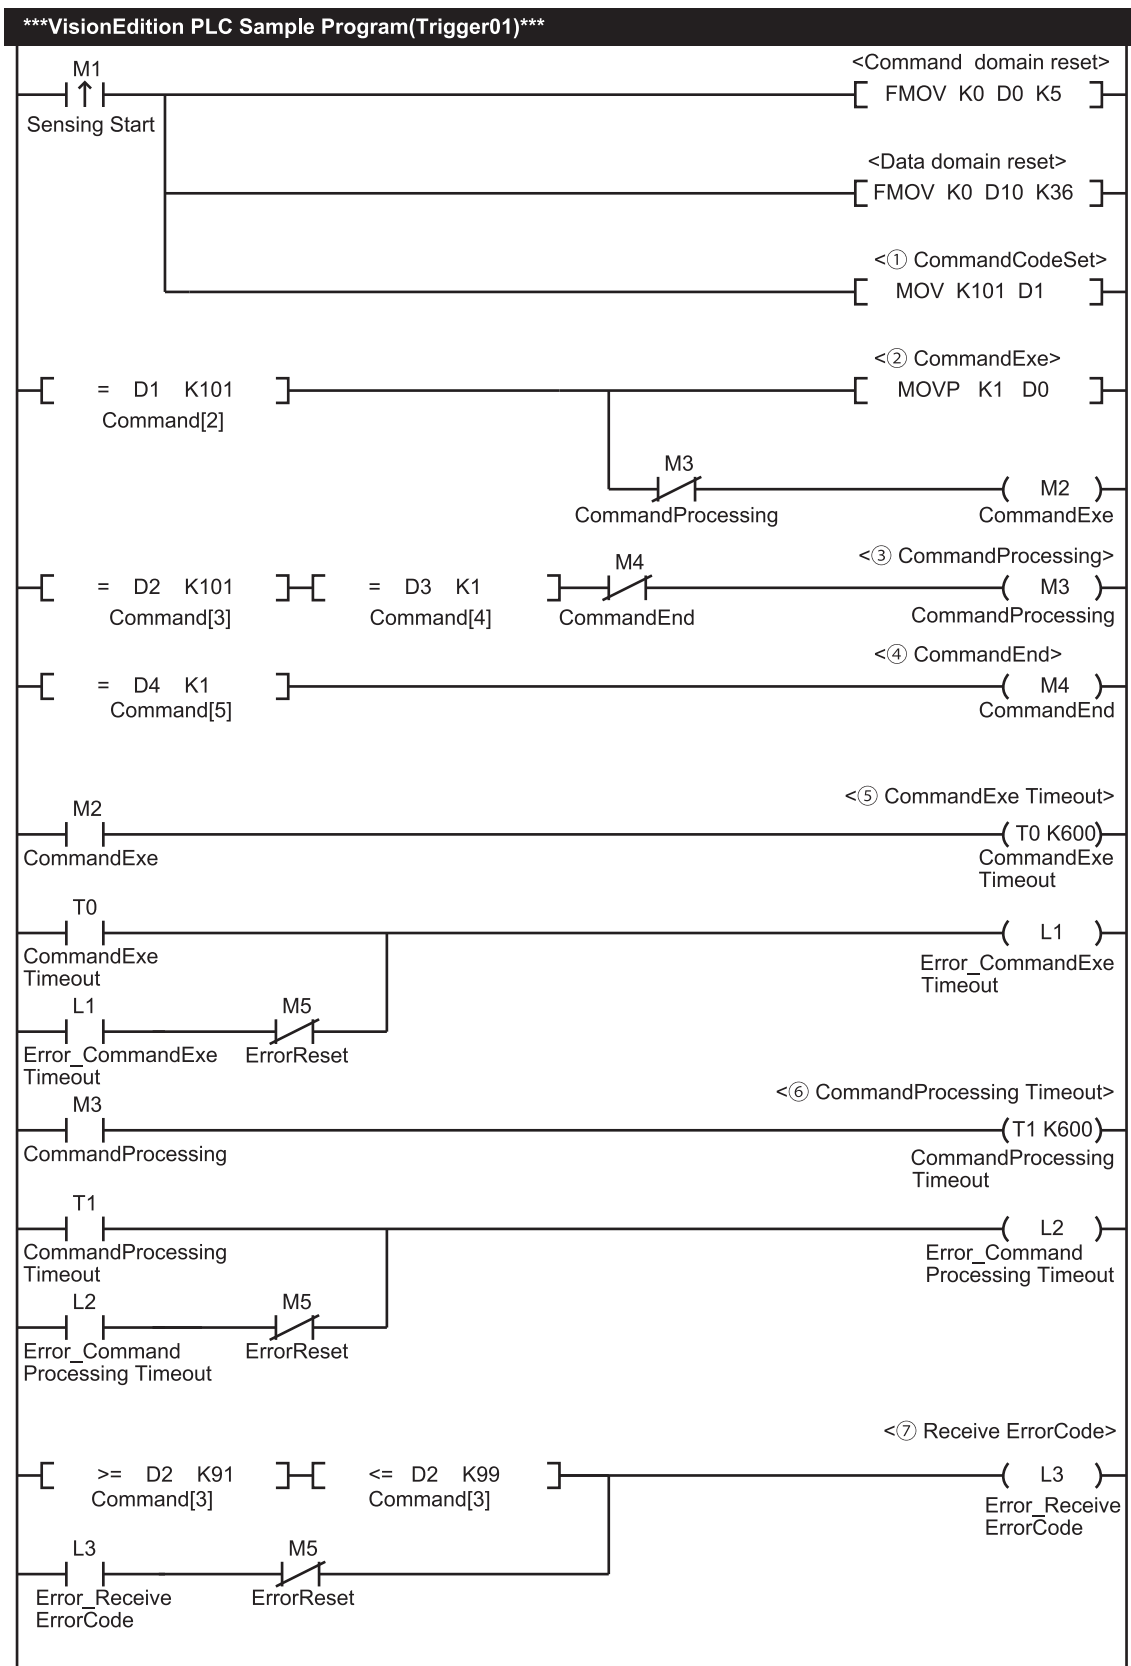 ***VisionEdition PLC Sample Program(Trigger01)***
M1
<Command domain reset>
FMOV K0 D0 K5
Sensing Start
<Data domain reset>
FMOV K0 D10 K36
<① CommandCodeSet>
MOV K101 D1
<② CommandExe>
= D1 K101
MOVP K1 D0
Command[2]
M3
M2
CommandProcessing
CommandExe
<③ CommandProcessing>
M4
= D2 K101
= D3 K1
M3
Command[3]
Command[4]
CommandEnd
CommandProcessing
<④ CommandEnd>
= D4 K1
M4
Command[5]
CommandEnd
<⑤ CommandExe Timeout>
M2
T0 K600
CommandExe
CommandExe
Timeout
T0
L1
CommandExe
Timeout
Error_CommandExe
Timeout
L1
M5
Error_CommandExe
Timeout
ErrorReset
<⑥ CommandProcessing Timeout>
M3
T1 K600
CommandProcessing
CommandProcessing
Timeout
T1
L2
CommandProcessing
Timeout
Error_Command
Processing Timeout
L2
M5
Error_Command
Processing Timeout
ErrorReset
<⑦ Receive ErrorCode>
>= D2 K91
<= D2 K99
L3
Command[3]
Command[3]
Error_Receive
ErrorCode
L3
M5
Error_Receive
ErrorCode
ErrorReset